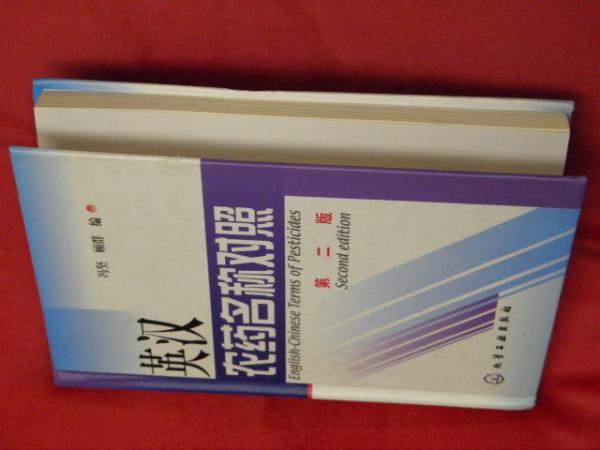 英汉
农药名称对照
English-Chinese Terms of Pesticides
第二版
Second edition
冯坚 顾群 编
化学工业出版社